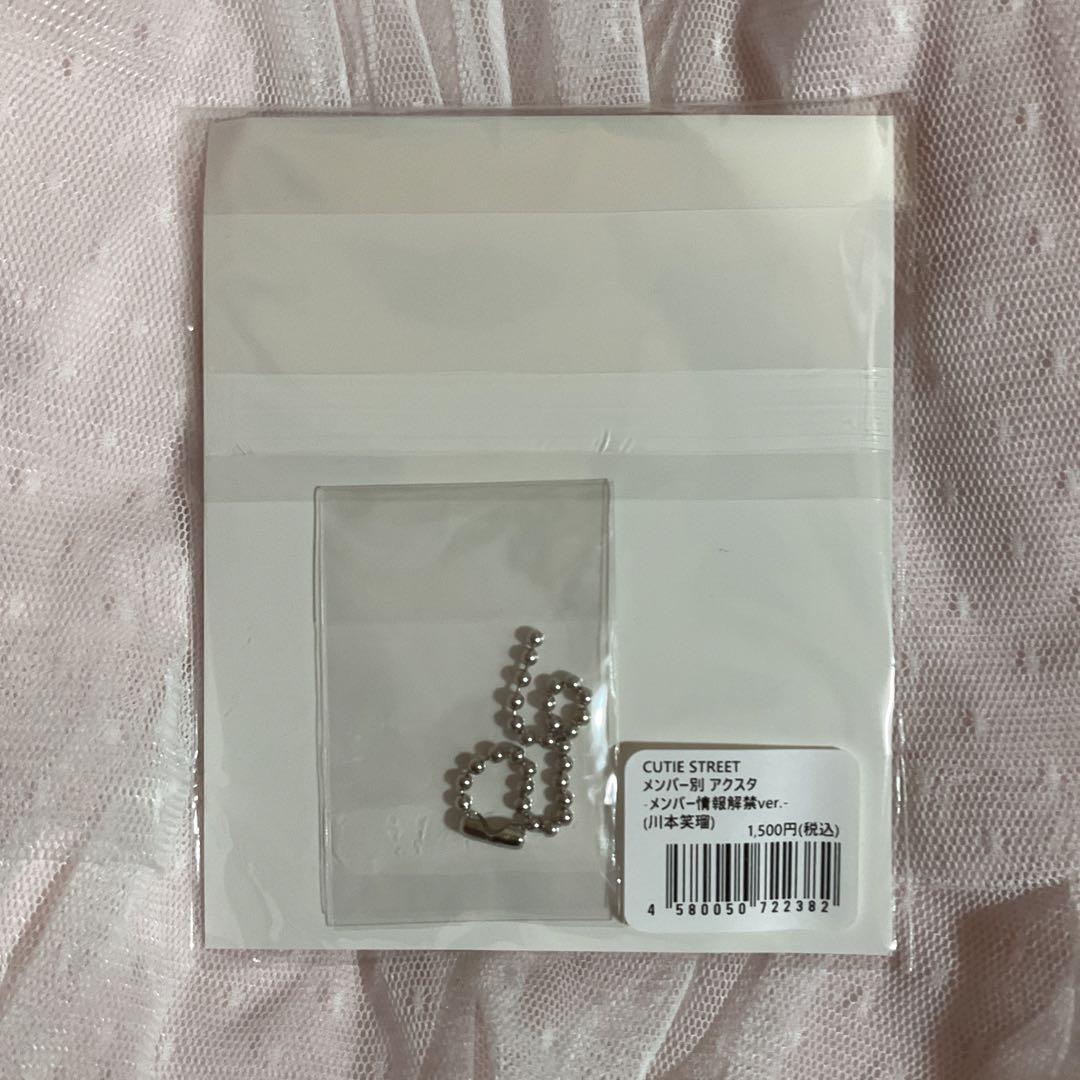 CUTIE STREET
メンバー別 アクスタ
-メンバー情報解禁ver.-
(川本笑瑠) 1,500円(税込)
4 580050 722382